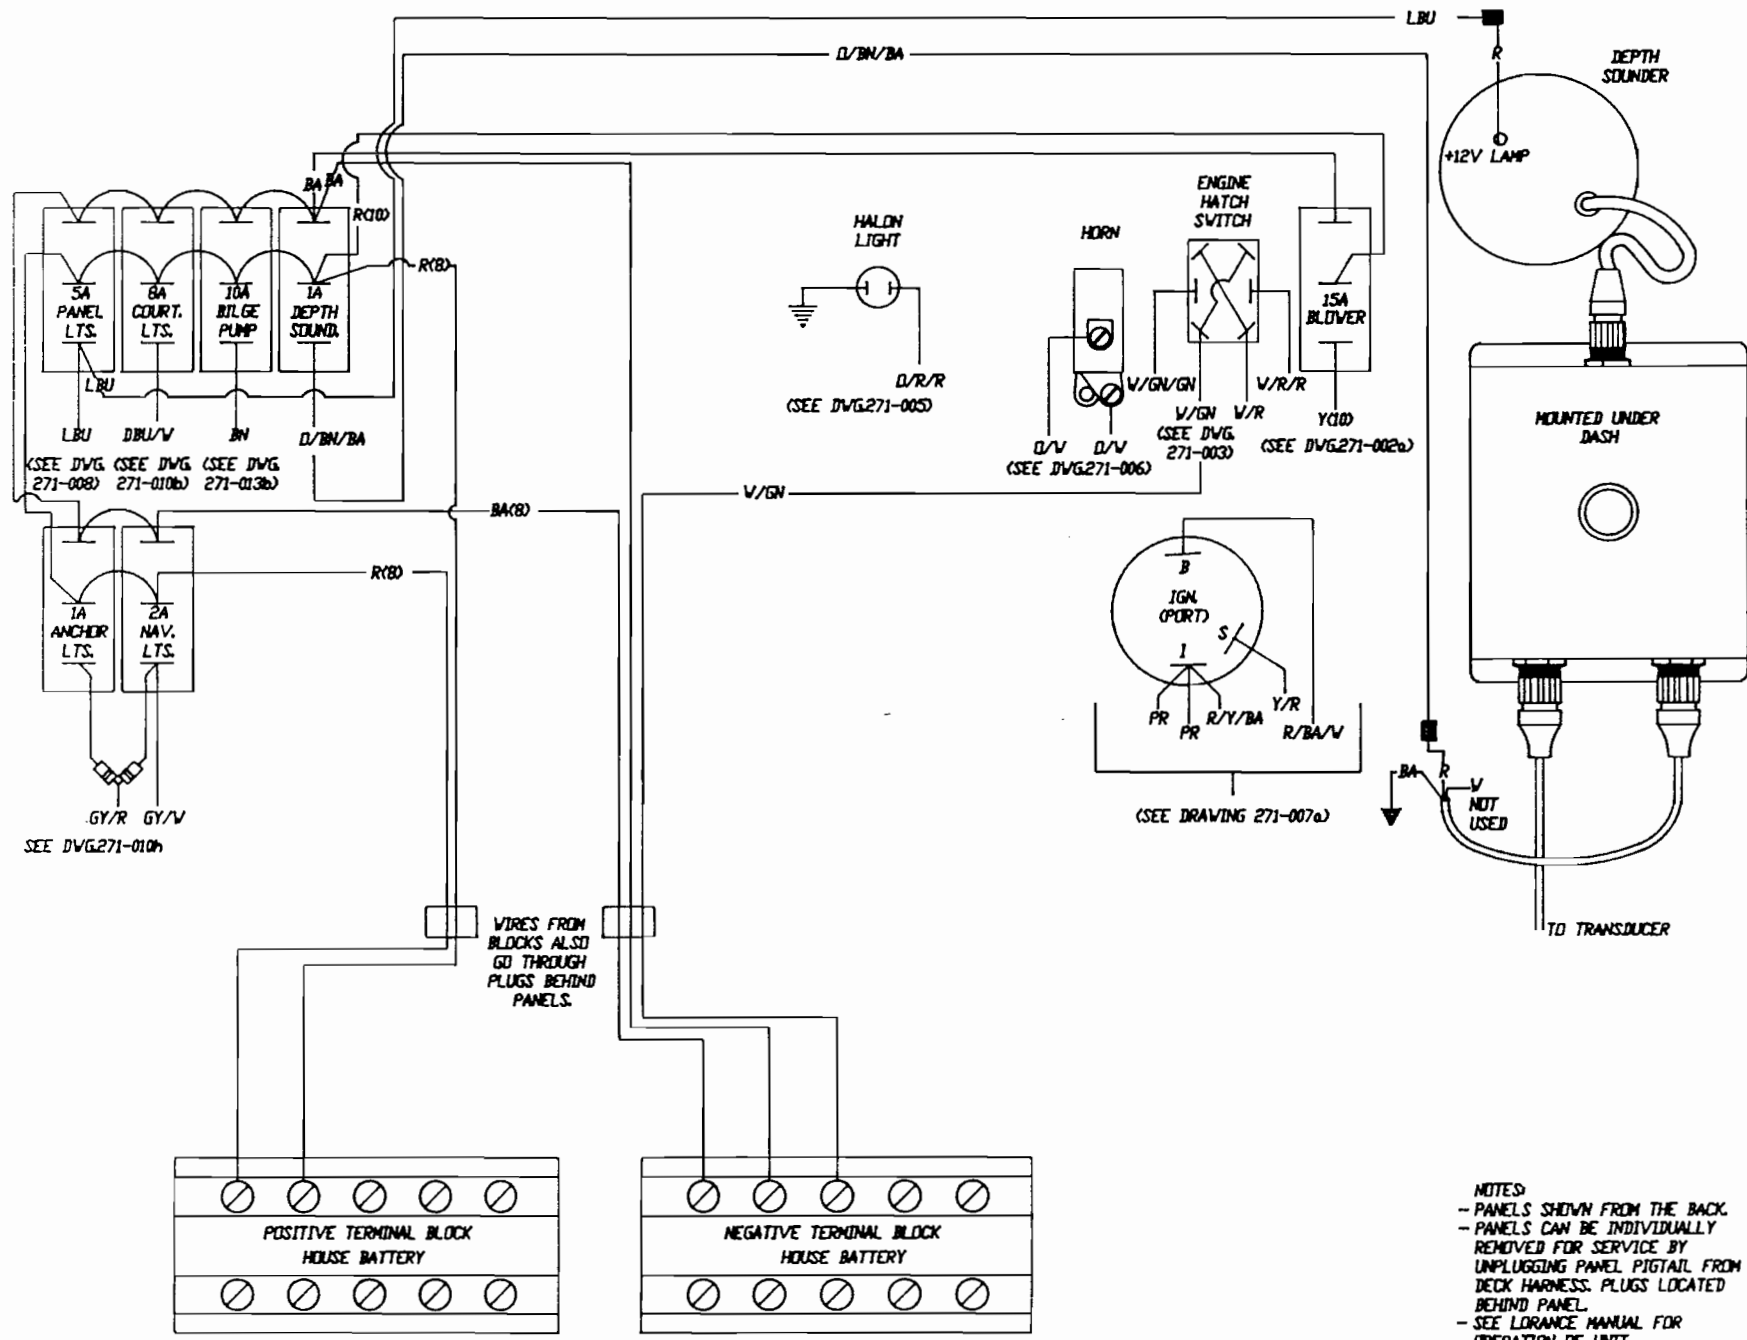 LBU
O/BN/BA
R
DEPTH
SOUNDER
+12V LAMP
BA
BA
R(10)
R(8)
5A
PANEL
LTS.
8A
COURT.
LTS.
10A
BILGE
PUMP
1A
DEPTH
SOUND.
LBU
LBU
DBU/W
BN
O/BN/BA
(SEE DWG.
271-008)
(SEE DWG.
271-010b)
(SEE DWG.
271-013b)
HALON
LIGHT
O/R/R
(SEE DWG.271-005)
HORN
O/W
O/W
(SEE DWG.271-006)
ENGINE
HATCH
SWITCH
W/GN/GN
W/R/R
W/GN
W/R
(SEE DWG.
271-003)
15A
BLOWER
Y(10)
(SEE DWG.271-002a)
MOUNTED UNDER
DASH
W/GN
BA(8)
R(8)
1A
ANCHOR
LTS.
2A
NAV.
LTS.
GY/R
GY/W
SEE DWG.271-010h
B
IGN.
(PORT)
S
I
PR
PR
R/Y/BA
Y/R
R/BA/W
(SEE DRAWING 271-007a)
BA
R
W
NOT
USED
TO TRANSDUCER
WIRES FROM
BLOCKS ALSO
GO THROUGH
PLUGS BEHIND
PANELS.
POSITIVE TERMINAL BLOCK
HOUSE BATTERY
NEGATIVE TERMINAL BLOCK
HOUSE BATTERY
NOTES:
- PANELS SHOWN FROM THE BACK.
- PANELS CAN BE INDIVIDUALLY
REMOVED FOR SERVICE BY
UNPLUGGING PANEL PIGTAIL FROM
DECK HARNESS. PLUGS LOCATED
BEHIND PANEL.
- SEE LORANCE MANUAL FOR
OPERATION OF UNIT